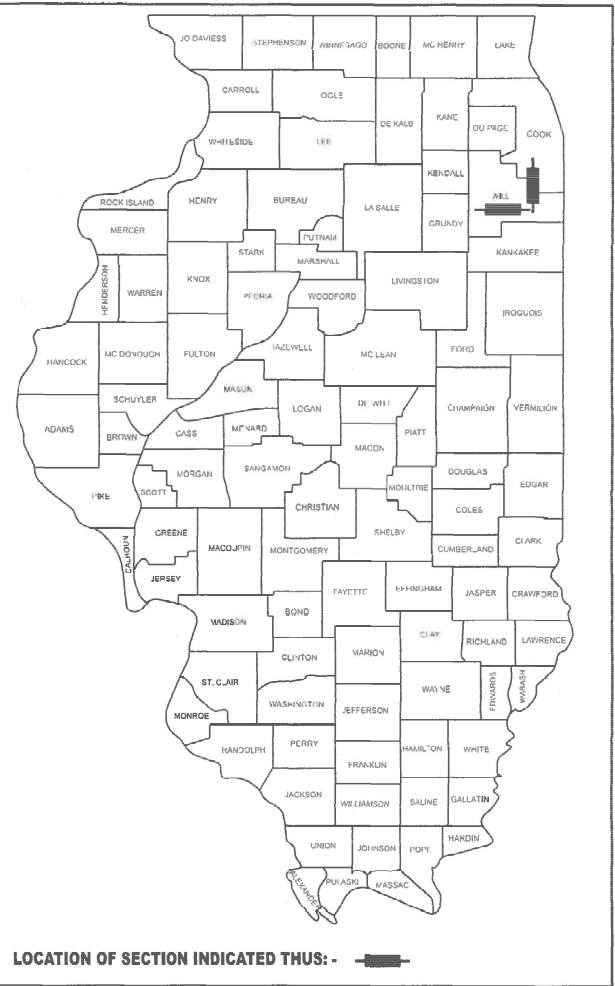 JO DAVIESS STEPHENSON WINNEBAGO BOONE MC HENRY LAKE
CARROLL OGLE DE KALB KANE DU PAGE COOK
WHITESIDE LEE KENDALL WILL
ROCK ISLAND HENRY BUREAU LA SALLE GRUNDY
MERCER STARK PUTNAM KANKAKEE
MARSHALL
HENDERSON WARREN KNOX PEORIA WOODFORD LIVINGSTON IROQUOIS
HANCOCK MC DONOUGH FULTON TAZEWELL MC LEAN FORD
SCHUYLER MASON LOGAN DE WITT CHAMPAIGN VERMILION
ADAMS BROWN CASS MENARD PIATT
MACON
PIKE SCOTT MORGAN SANGAMON MOULTRIE DOUGLAS EDGAR
CHRISTIAN COLES
CALHOUN GREENE MACOUPIN MONTGOMERY SHELBY CUMBERLAND CLARK
JERSEY FAYETTE EFFINGHAM JASPER CRAWFORD
MADISON BOND CLAY RICHLAND LAWRENCE
CLINTON MARION
ST. CLAIR WAYNE EDWARDS WABASH
MONROE WASHINGTON JEFFERSON
RANDOLPH PERRY HAMILTON WHITE
FRANKLIN
JACKSON WILLIAMSON SALINE GALLATIN
UNION JOHNSON POPE HARDIN
ALEXANDER PULASKI MASSAC
LOCATION OF SECTION INDICATED THUS: -